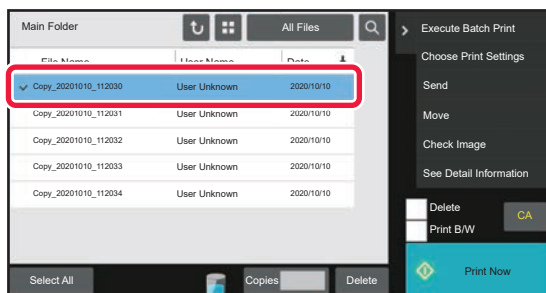 Main Folder
All Files
File Name User Name Date
Copy_20201010_112030 User Unknown 2020/10/10
Copy_20201010_112031 User Unknown 2020/10/10
Copy_20201010_112032 User Unknown 2020/10/10
Copy_20201010_112033 User Unknown 2020/10/10
Copy_20201010_112034 User Unknown 2020/10/10
Select All
Copies
Delete
Execute Batch Print
Choose Print Settings
Send
Move
Check Image
See Detail Information
Delete
Print B/W
CA
Print Now